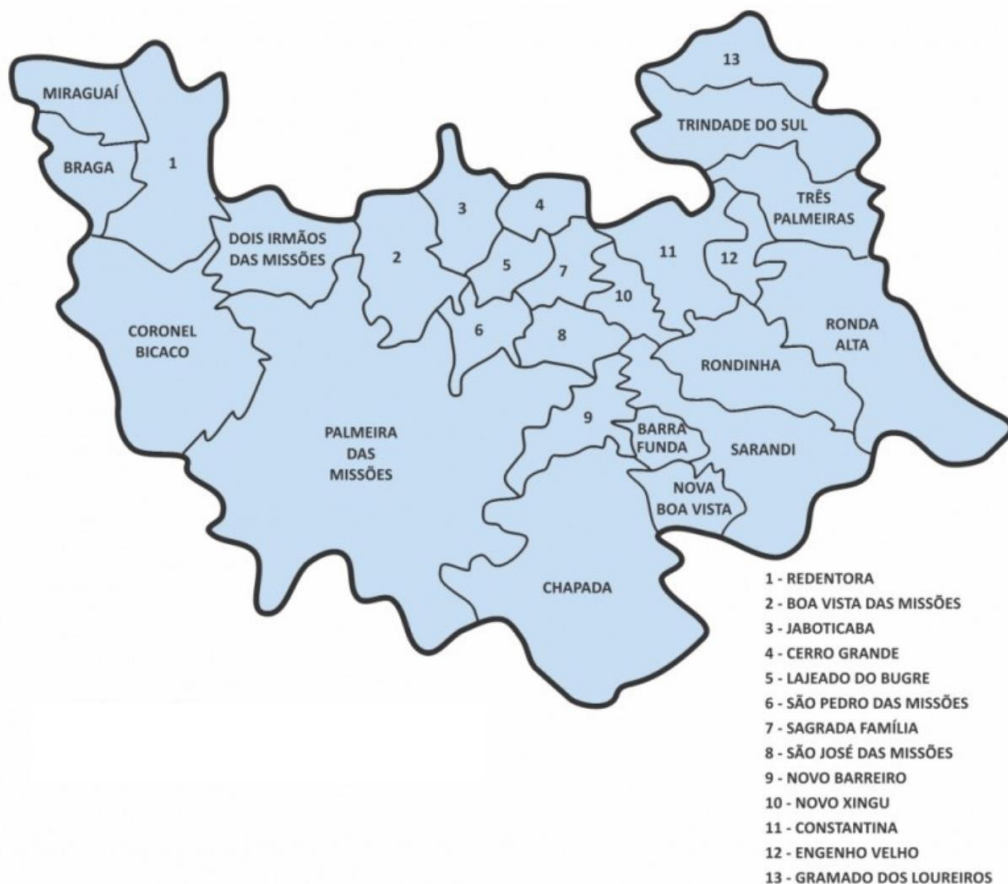 13
MIRAGUAÍ
TRINDADE DO SUL
BRAGA
1
TRÊS
PALMEIRAS
3
4
DOIS IRMÃOS
DAS MISSÕES
2
5
7
11
12
10
CORONEL
BICACO
6
8
RONDA
ALTA
RONDINHA
9
PALMEIRA
DAS
MISSÕES
BARRA
FUNDA
SARANDI
NOVA
BOA VISTA
CHAPADA
1 - REDENTORA
2 - BOA VISTA DAS MISSÕES
3 - JABOTICABA
4 - CERRO GRANDE
5 - LAJEADO DO BUGRE
6 - SÃO PEDRO DAS MISSÕES
7 - SAGRADA FAMÍLIA
8 - SÃO JOSÉ DAS MISSÕES
9 - NOVO BARREIRO
10 - NOVO XINGU
11 - CONSTANTINA
12 - ENGENHO VELHO
13 - GRAMADO DOS LOUREIROS